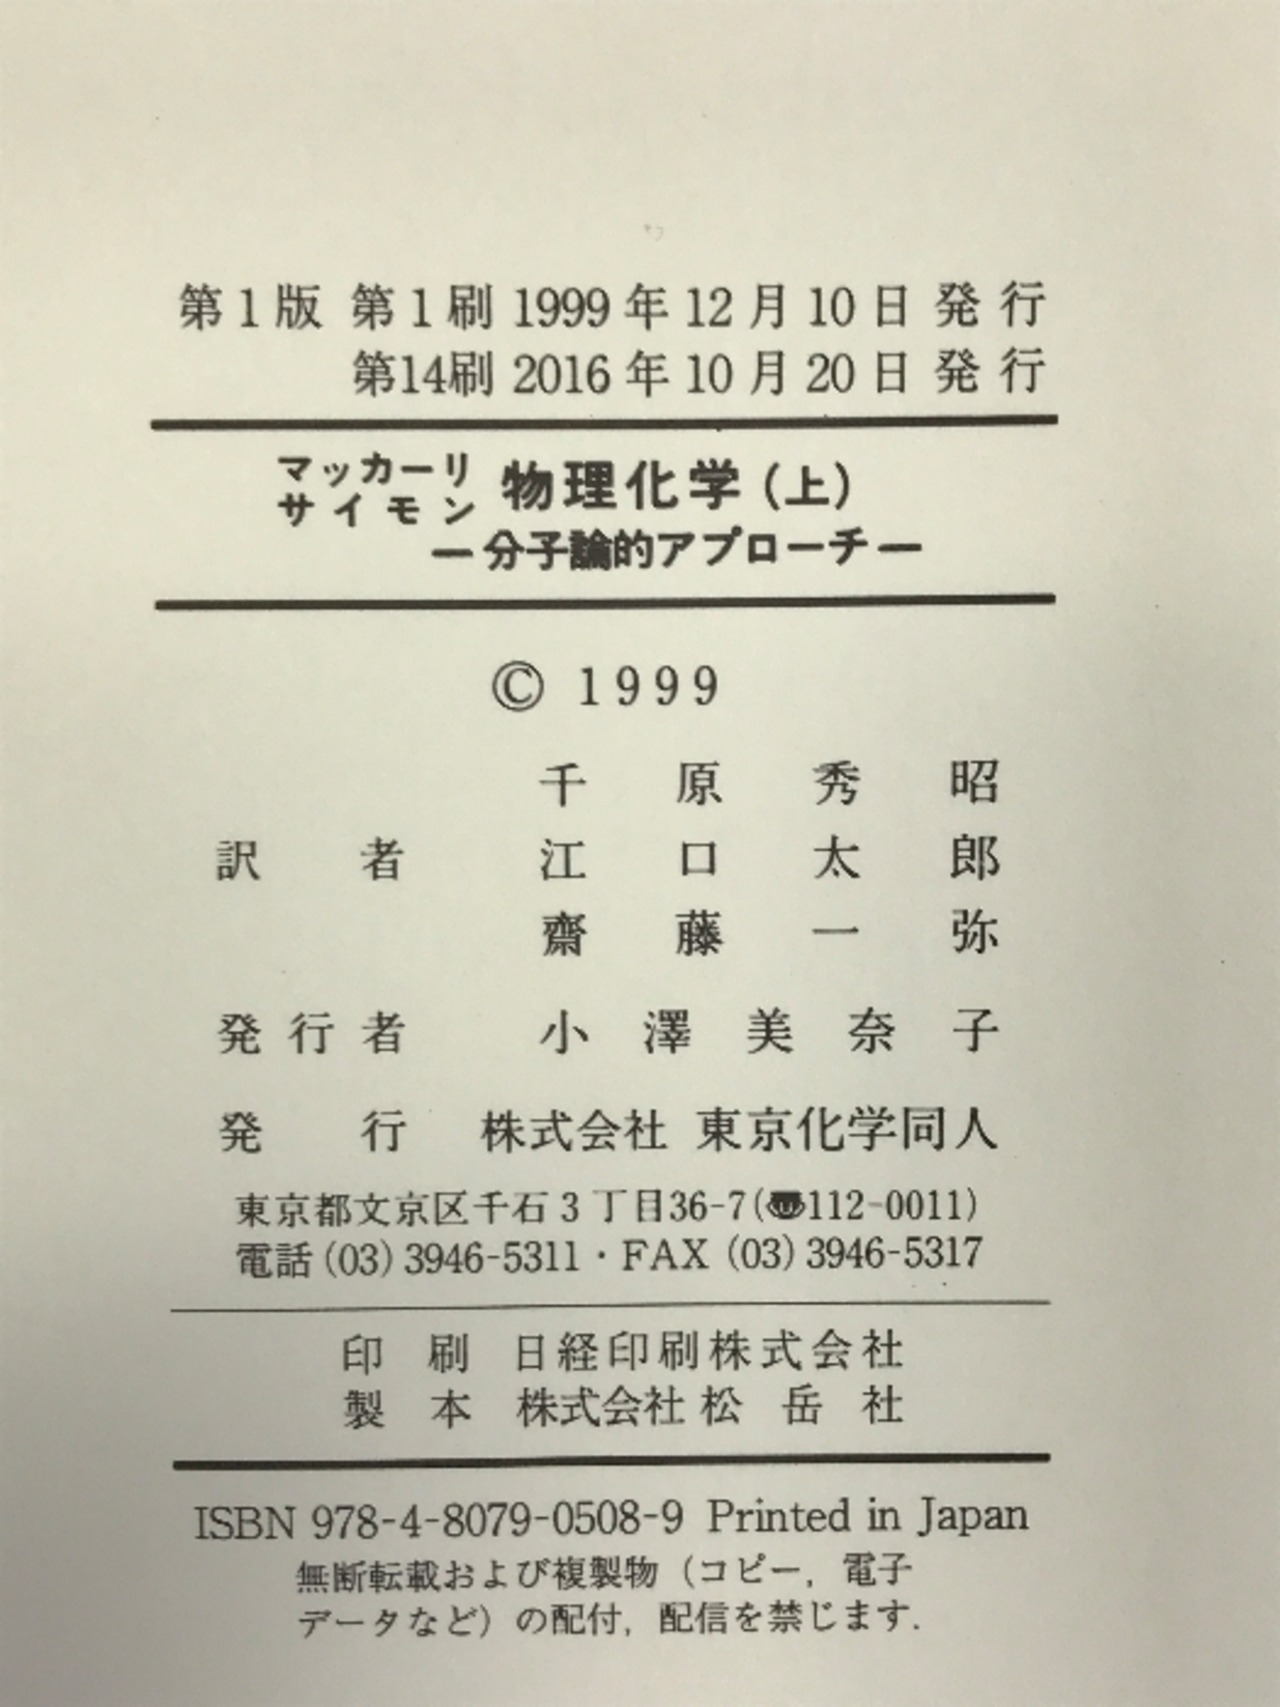 第1版 第1刷 1999年12月10日 発行
第14刷 2016年10月20日 発行
マッカーリ
サイモン 物理化学(上)
―分子論的アプローチ―
© 1999
千原秀昭
訳者 江口太郎
齋藤一弥
発行者 小澤美奈子
発行 株式会社 東京化学同人
東京都文京区千石3丁目36-7(〠112-0011)
電話(03)3946-5311・FAX(03)3946-5317
印刷 日経印刷株式会社
製本 株式会社松岳社
ISBN 978-4-8079-0508-9 Printed in Japan
無断転載および複製物(コピー,電子
データなど)の配付,配信を禁じます.